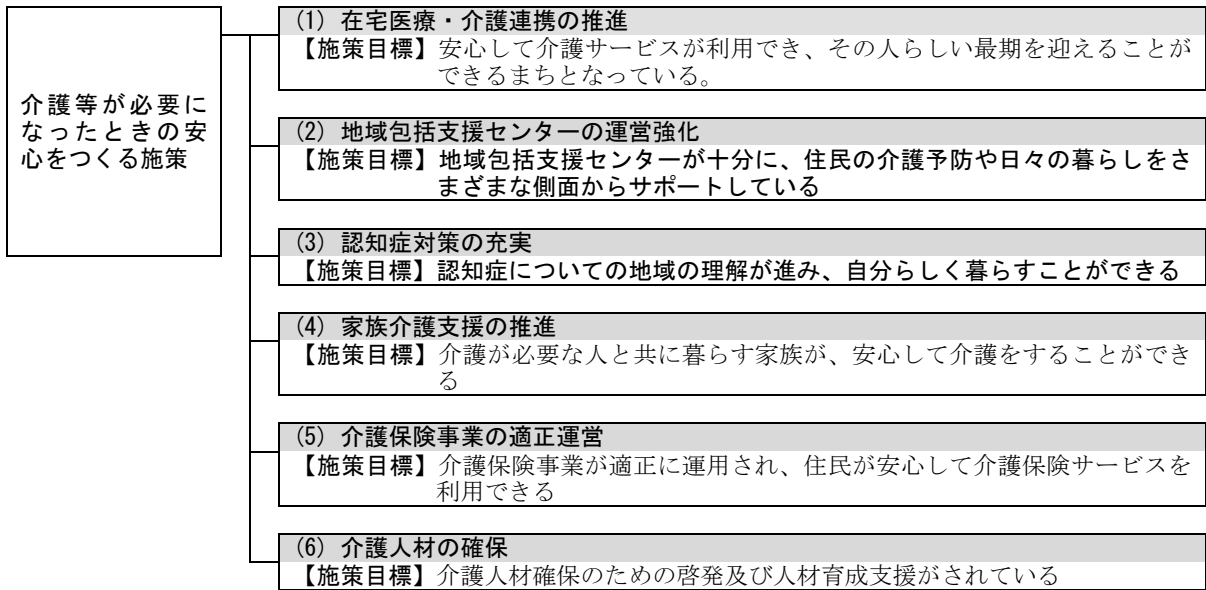 介護等が必要に
なったときの安
心をつくる施策
(1) 在宅医療・介護連携の推進
【施策目標】安心して介護サービスが利用でき、その人らしい最期を迎えることが
できるまちとなっている。
(2) 地域包括支援センターの運営強化
【施策目標】地域包括支援センターが十分に、住民の介護予防や日々の暮らしをさ
まざまな側面からサポートしている
(3) 認知症対策の充実
【施策目標】認知症についての地域の理解が進み、自分らしく暮らすことができる
(4) 家族介護支援の推進
【施策目標】介護が必要な人と共に暮らす家族が、安心して介護をすることができ
る
(5) 介護保険事業の適正運営
【施策目標】介護保険事業が適正に運用され、住民が安心して介護保険サービスを
利用できる
(6) 介護人材の確保
【施策目標】介護人材確保のための啓発及び人材育成支援がされている